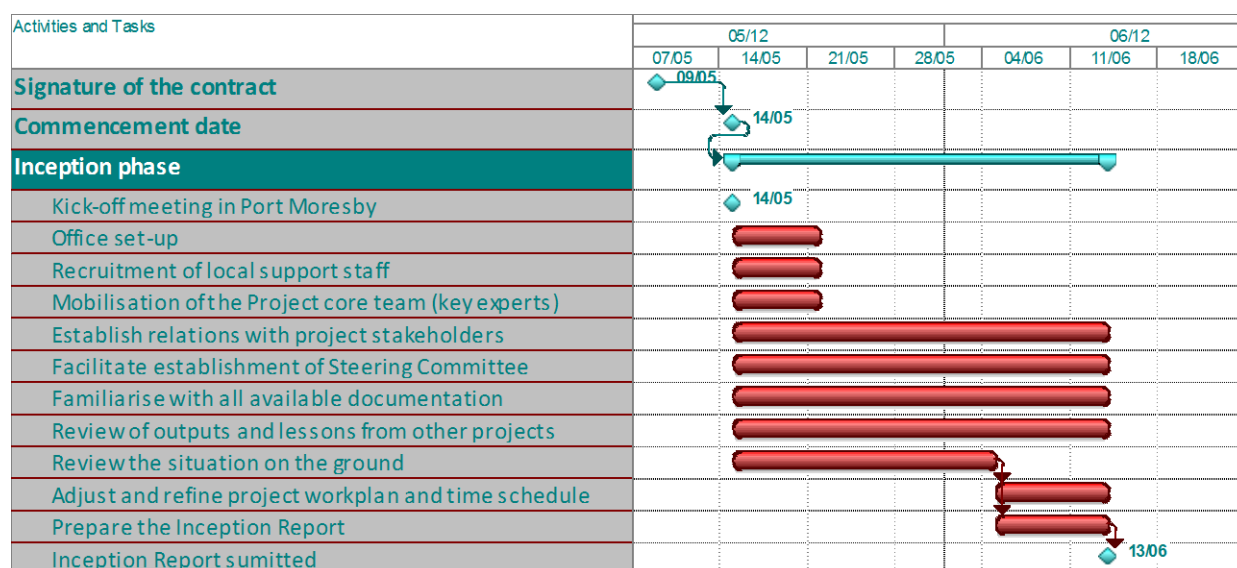 Activities and Tasks
05/12 06/12
07/05 14/05 21/05 28/05 04/06 11/06 18/06
Signature of the contract 09/05
Commencement date 14/05
Inception phase
Kick-off meeting in Port Moresby 14/05
Office set-up
Recruitment of local support staff
Mobilisation of the Project core team (key experts)
Establish relations with project stakeholders
Facilitate establishment of Steering Committee
Familiarise with all available documentation
Review of outputs and lessons from other projects
Review the situation on the ground
Adjust and refine project workplan and time schedule
Prepare the Inception Report
Inception Report sumitted 13/06